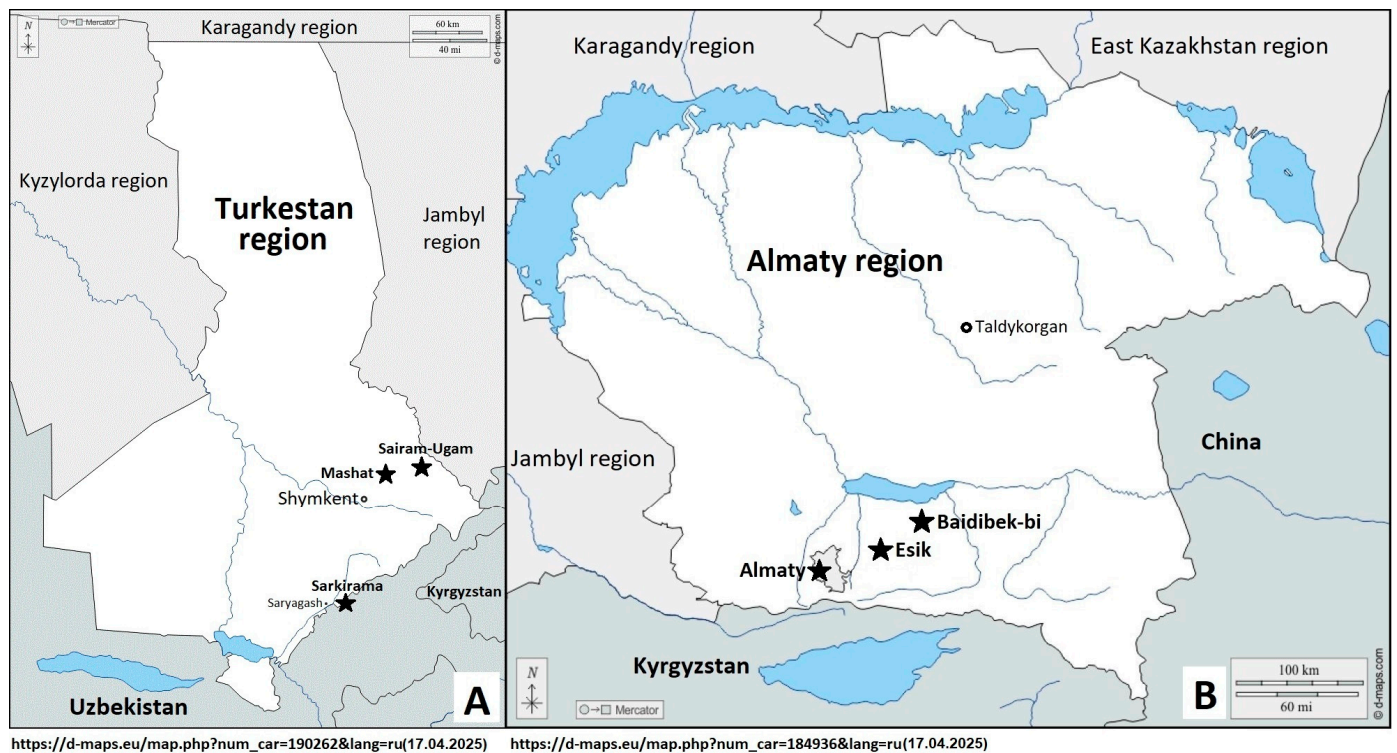 N
Mercator
Karagandy region
60 km
40 mi
© d-maps.com
Kyzylorda region
Turkestan
region
Jambyl
region
Sairam-Ugam
Mashat
Shymkent
Sarkirama
Saryagash
Kyrgyzstan
Uzbekistan
A
https://d-maps.eu/map.php?num_car=190262&lang=ru(17.04.2025)
Karagandy region
East Kazakhstan region
Almaty region
Taldykorgan
China
Jambyl region
Baidibek-bi
Esik
Almaty
Kyrgyzstan
N
Mercator
B
100 km
60 mi
© d-maps.com
https://d-maps.eu/map.php?num_car=184936&lang=ru(17.04.2025)